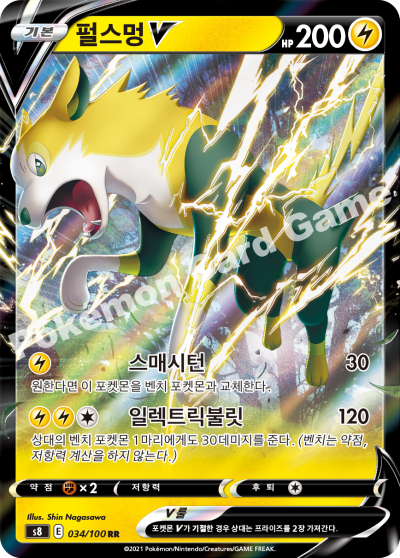 기본 펄스멍 V HP 200
스매시턴 30
원한다면 이 포켓몬을 벤치 포켓몬과 교체한다.
일렉트릭불릿 120
상대의 벤치 포켓몬 1마리에게도 30데미지를 준다. (벤치는 약점,
저항력 계산을 하지 않는다.)
약점 ×2 저항력 후퇴
Illus. Shin Nagasawa
V룰
s8 E 034/100 RR
포켓몬 V가 기절한 경우 상대는 프라이즈를 2장 가져간다.
©2021 Pokémon/Nintendo/Creatures/GAME FREAK.
Pokémon Card Game